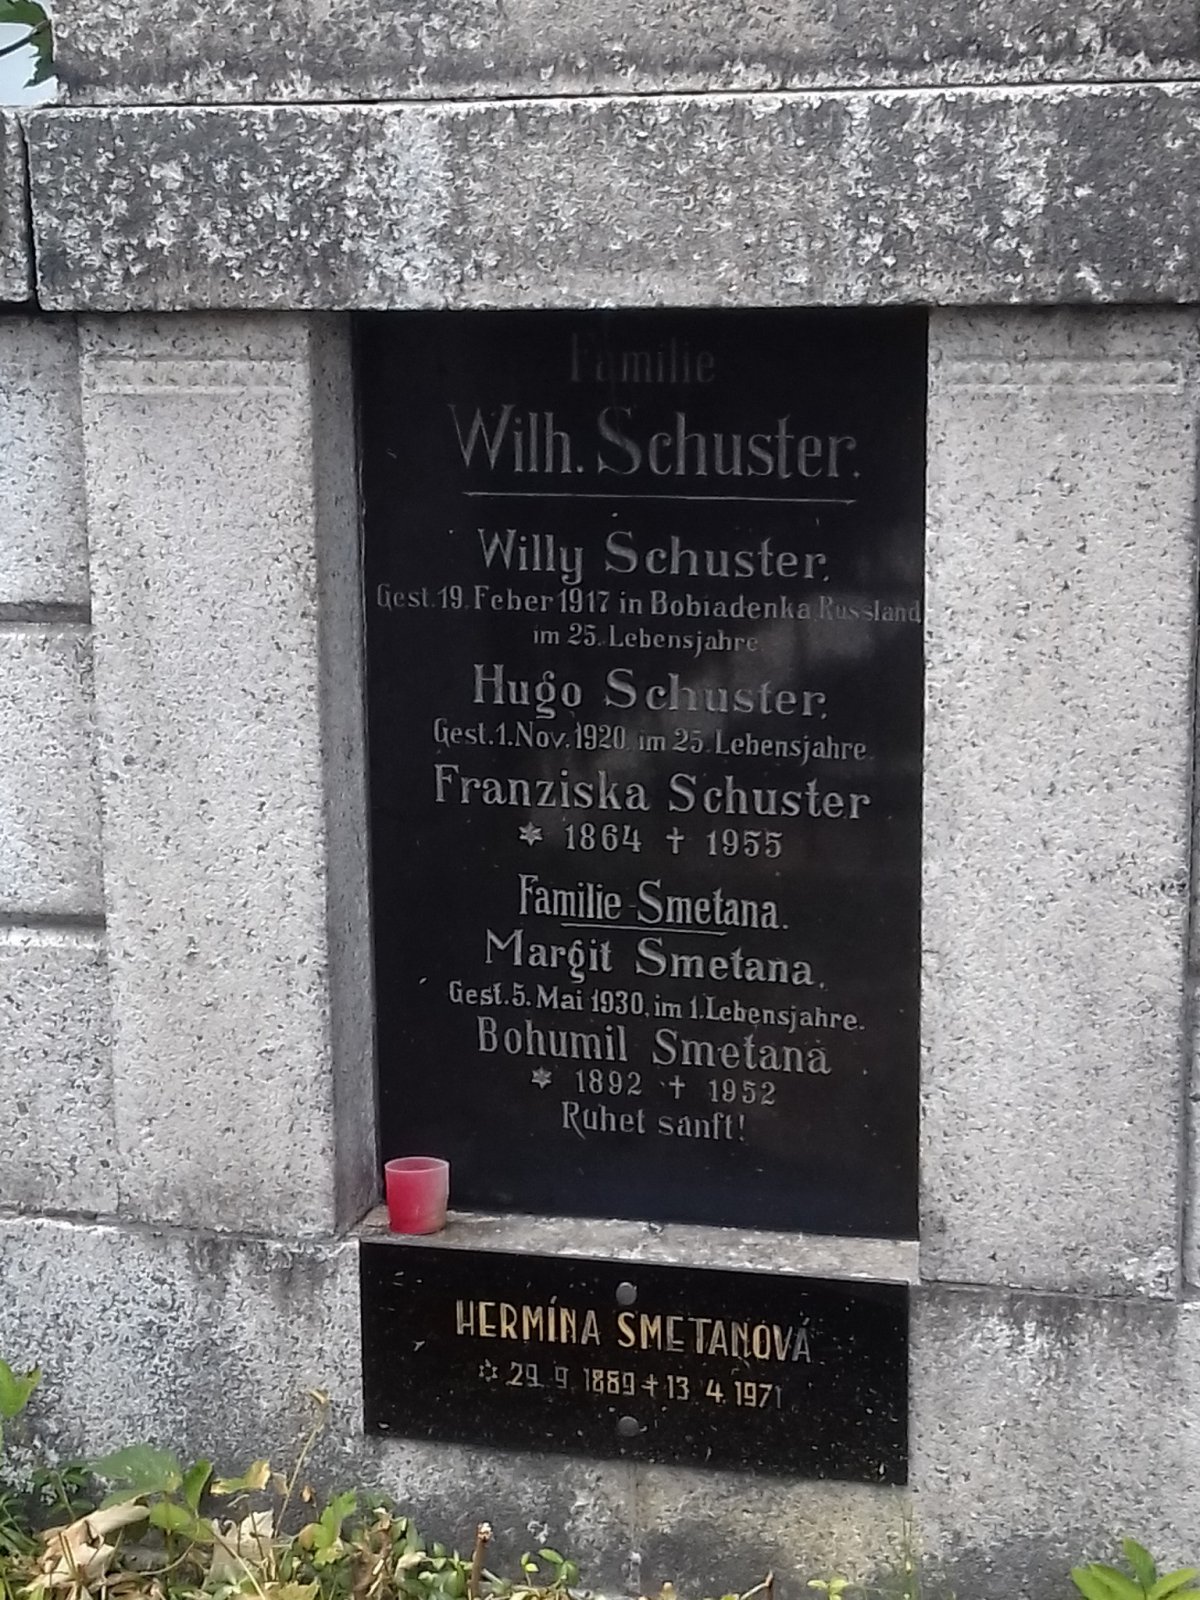 Familie
Wilh. Schuster.
Willy Schuster.
Gest. 19. Feber 1917 in Bobiadenka Russland
im 25. Lebensjahre
Hugo Schuster.
Gest. 1. Nov. 1920 im 25. Lebensjahre.
Franziska Schuster
* 1864 † 1955
Familie Smetana.
Margit Smetana.
Gest. 5. Mai 1930, im 1. Lebensjahre.
Bohumil Smetana
* 1892 † 1952
Ruhet sanft!
HERMÍNA SMETANOVÁ
* 29. 9. 1889 + 13. 4. 1971